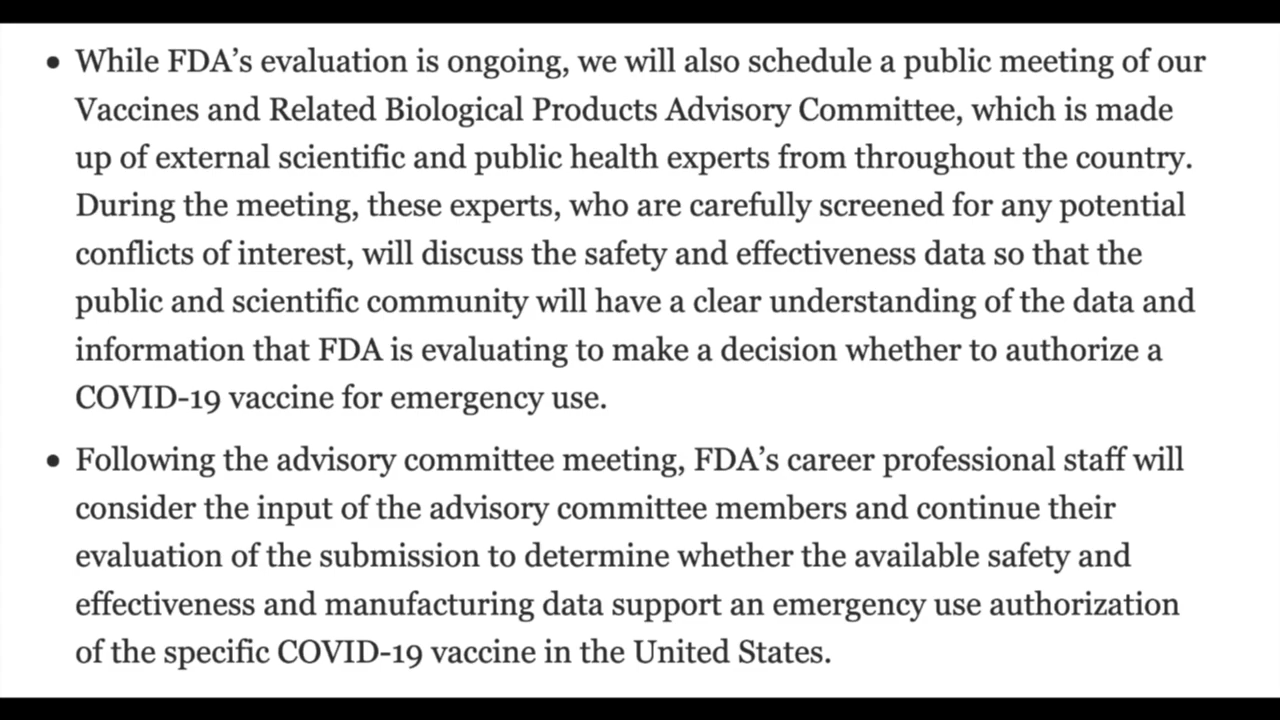 • While FDA’s evaluation is ongoing, we will also schedule a public meeting of our
Vaccines and Related Biological Products Advisory Committee, which is made
up of external scientific and public health experts from throughout the country.
During the meeting, these experts, who are carefully screened for any potential
conflicts of interest, will discuss the safety and effectiveness data so that the
public and scientific community will have a clear understanding of the data and
information that FDA is evaluating to make a decision whether to authorize a
COVID-19 vaccine for emergency use.
• Following the advisory committee meeting, FDA’s career professional staff will
consider the input of the advisory committee members and continue their
evaluation of the submission to determine whether the available safety and
effectiveness and manufacturing data support an emergency use authorization
of the specific COVID-19 vaccine in the United States.